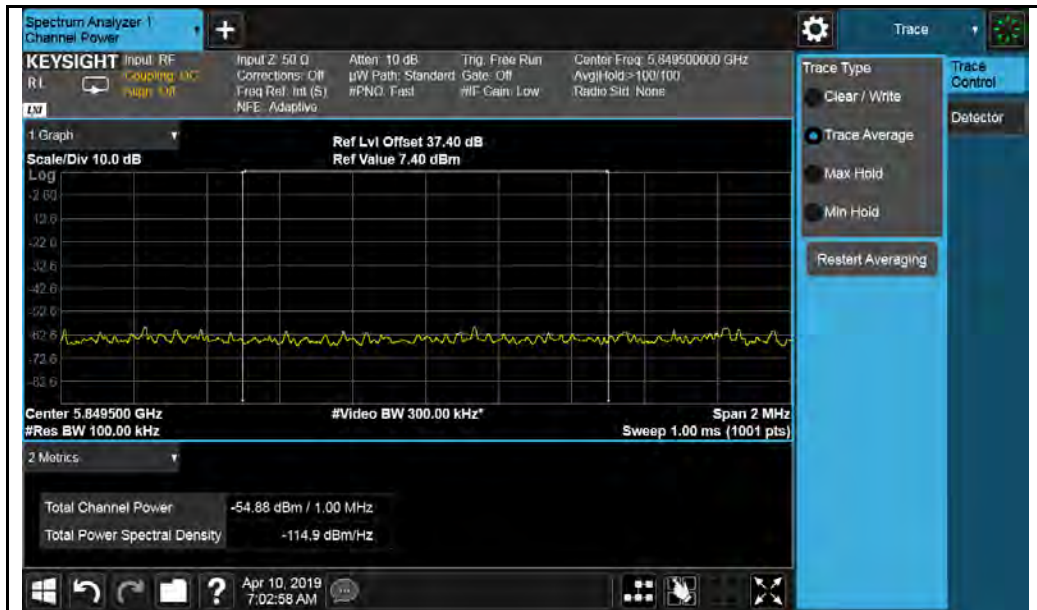 Spectrum Analyzer 1
Channel Power
Trace
KEYSIGHT
Input: RF
Coupling: DC
Align: Off
Input Z: 50 Ω
Corrections: Off
Freq Ref: Int (S)
NFE: Adaptive
Atten: 10 dB
µW Path: Standard
#PNO: Fast
Trig: Free Run
Gate: Off
#IF Gain: Low
Center Freq: 5.849500000 GHz
Avg|Hold:>100/100
Radio Std: None
LXI
Trace Type
Clear / Write
Trace Average
Max Hold
Min Hold
Restart Averaging
Trace
Control
Detector
1 Graph
Scale/Div 10.0 dB
Ref Lvl Offset 37.40 dB
Ref Value 7.40 dBm
Log
-2.60
-12.6
-22.6
-32.6
-42.6
-52.6
-62.6
-72.6
-82.6
Center 5.849500 GHz
#Video BW 300.00 kHz*
Span 2 MHz
#Res BW 100.00 kHz
Sweep 1.00 ms (1001 pts)
2 Metrics
Total Channel Power -54.88 dBm / 1.00 MHz
Total Power Spectral Density -114.9 dBm/Hz
?
Apr 10, 2019
7:02:58 AM